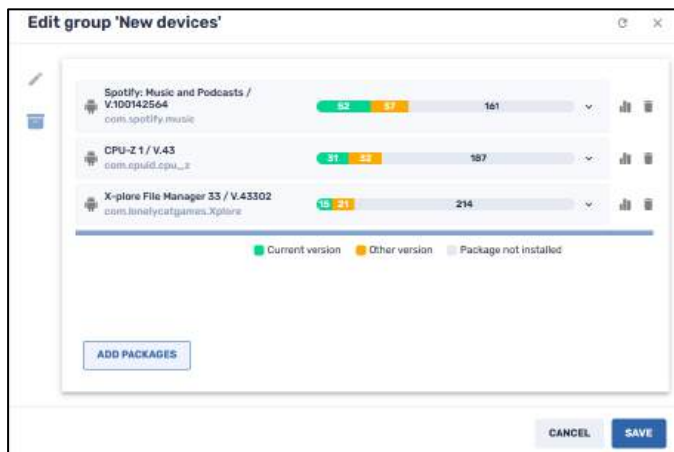 Edit group 'New devices'
Spotify: Music and Podcasts /
V.100142564
com.spotify.music
52 57 161
CPU-Z 1 / V.43
com.cpuid.cpu_z
31 32 187
X-plore File Manager 33 / V.43302
com.lonelycatgames.Xplore
15 21 214
Current version Other version Package not installed
ADD PACKAGES
CANCEL SAVE